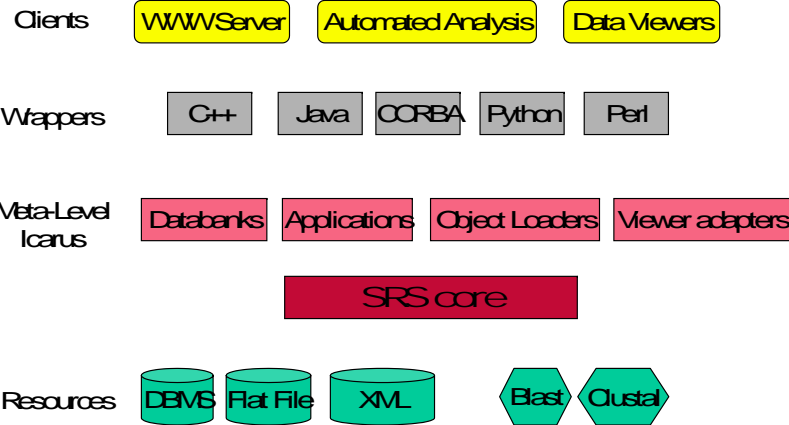 Clients
WWW Server
Automated Analysis
Data Viewers
Wrappers
C++
Java
CORBA
Python
Perl
Meta-Level
Icarus
Databanks
Applications
Object Loaders
Viewer adapters
SRS core
Resources
DBMS
Flat File
XML
Blast
Clustal